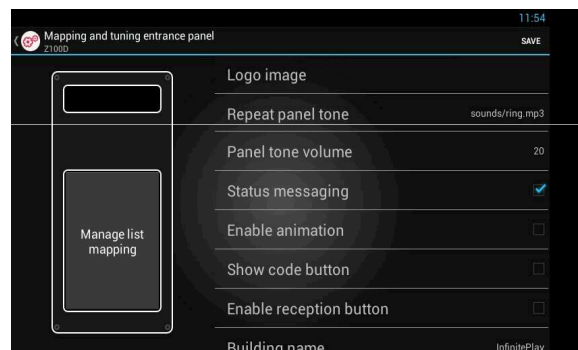 11:54
Mapping and tuning entrance panel
Z100D
SAVE
Logo image
Repeat panel tone sounds/ring.mp3
Panel tone volume 20
Status messaging
Manage list
mapping
Enable animation
Show code button
Enable reception button
Building name InfinitePlay